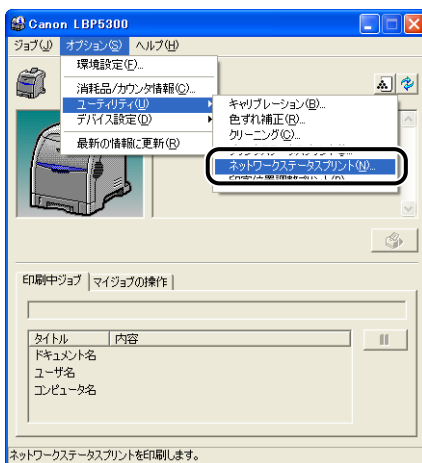 Canon LBP5300
ジョブ(J) オプション(S) ヘルプ(H)
環境設定(F)...
消耗品/カウンタ情報(C)...
ユーティリティ(U)
デバイス設定(D)
最新の情報に更新(R)
キャリブレーション(B)...
色ずれ補正(R)...
クリーニング(C)...
ネットワークステータスプリント(N)...
印刷中ジョブ マイジョブの操作
タイトル 内容
ドキュメント名
ユーザ名
コンピュータ名
ネットワークステータスプリントを印刷します。